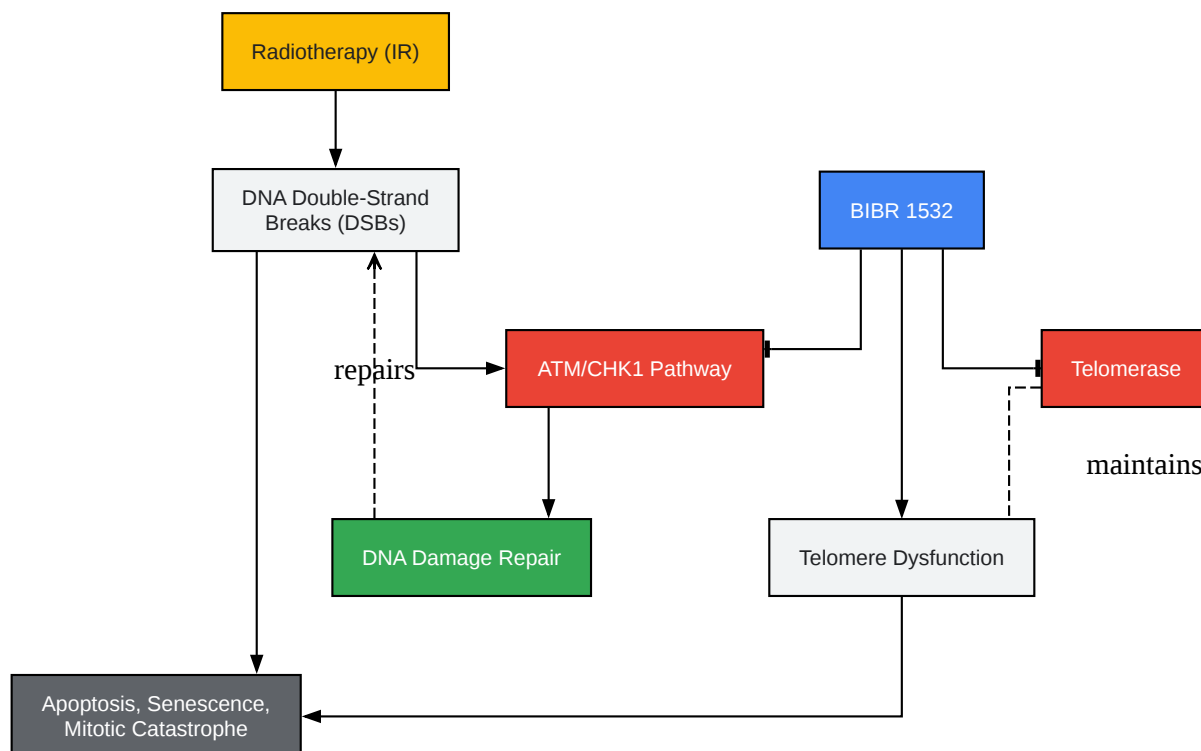 Radiotherapy (IR)
DNA Double-Strand
Breaks (DSBs)
BIBR 1532
repairs
ATM/CHK1 Pathway
Telomerase
maintains
DNA Damage Repair
Telomere Dysfunction
Apoptosis, Senescence,
Mitotic Catastrophe